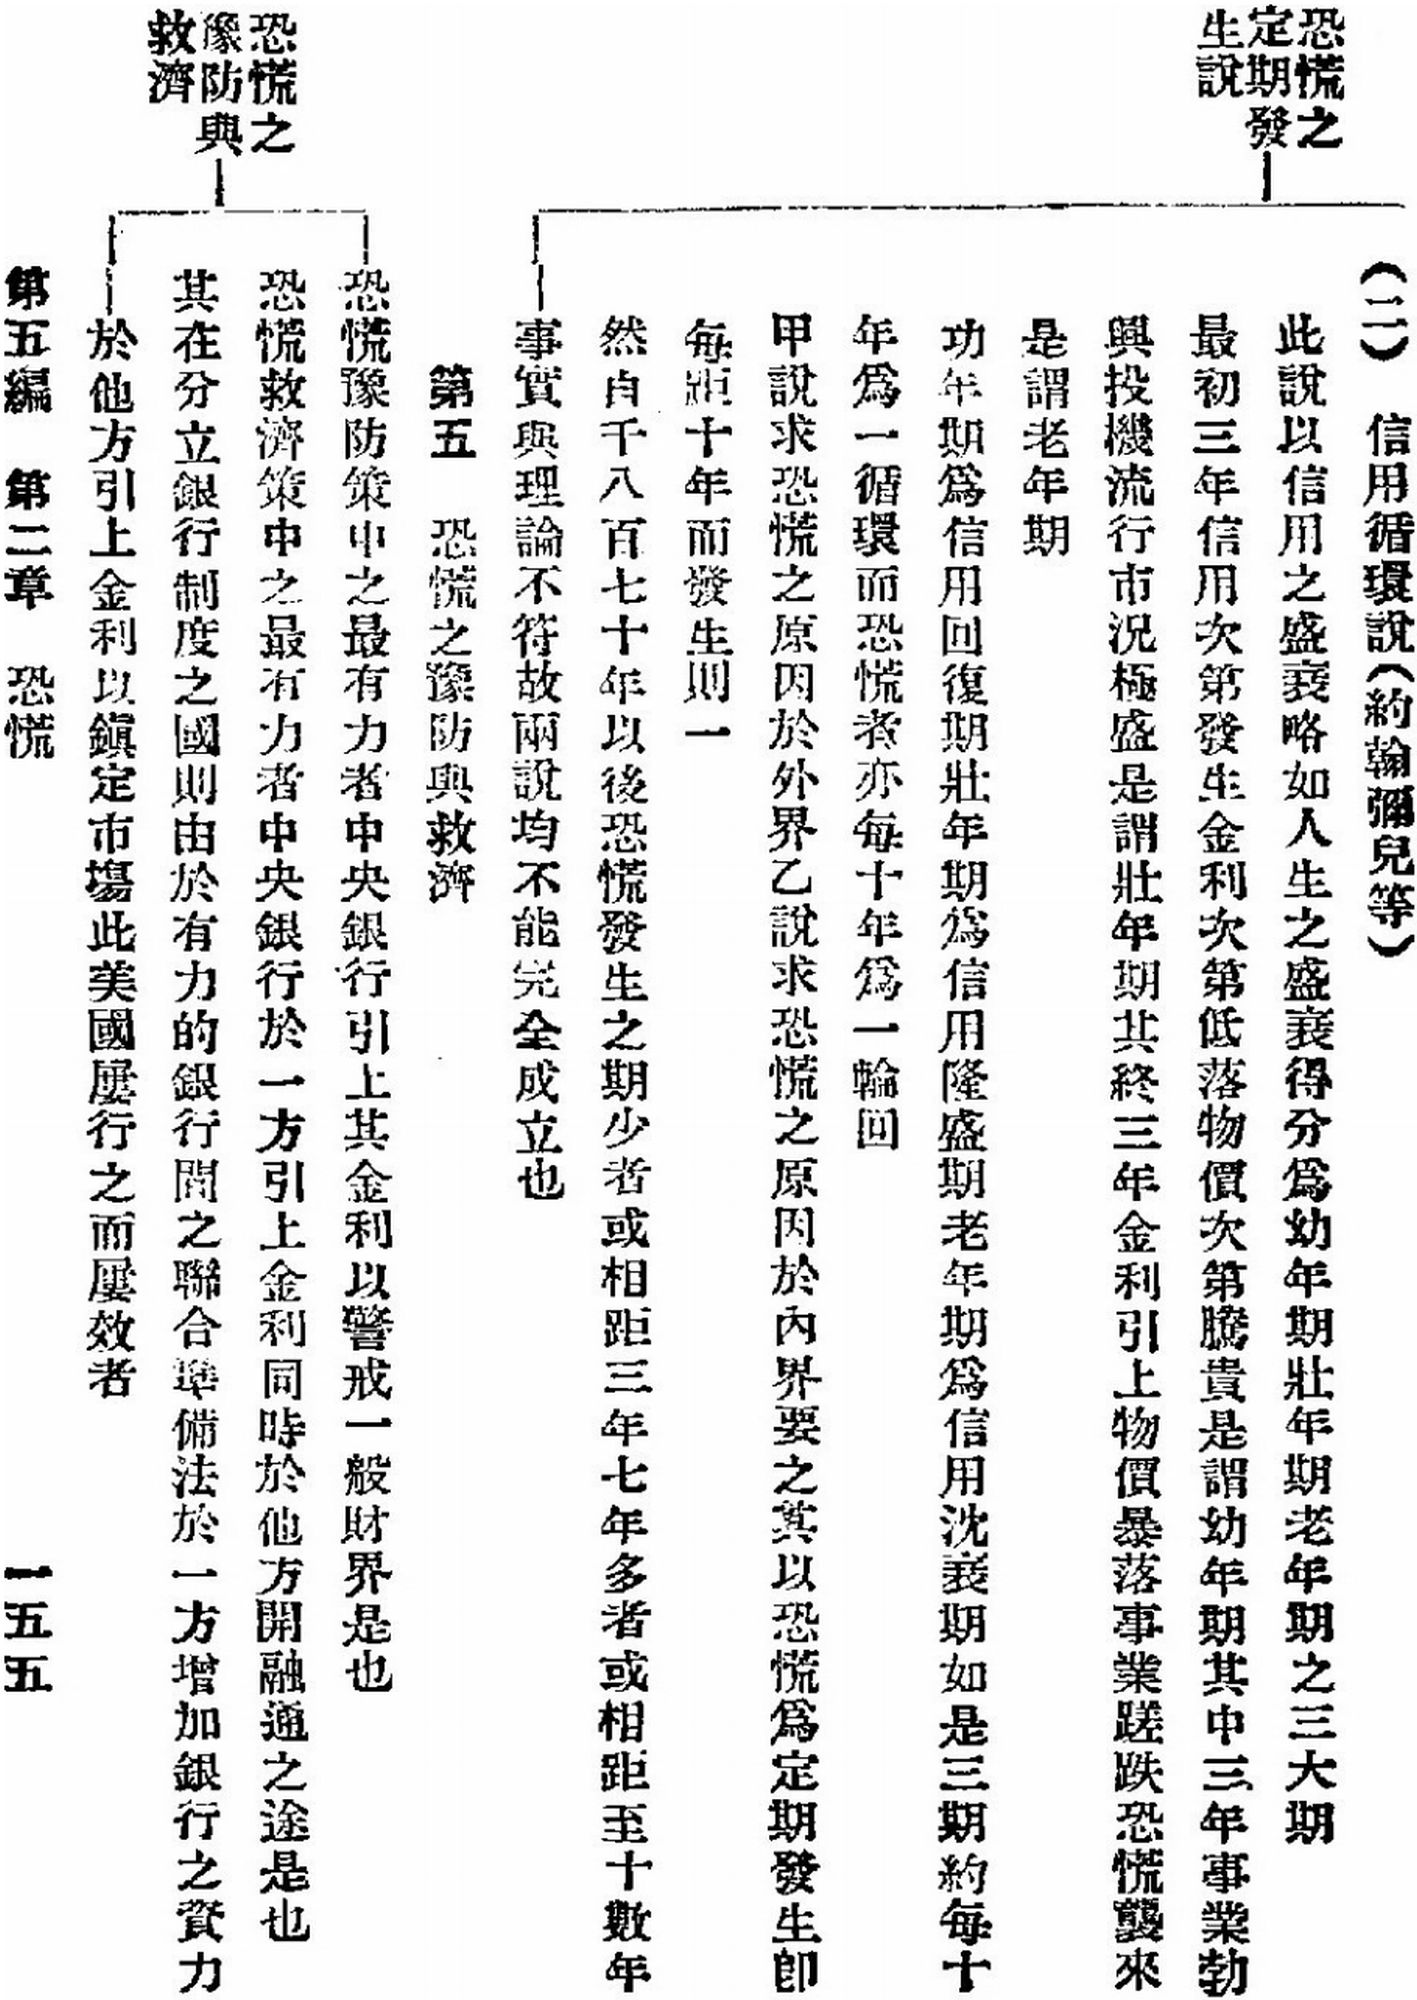 恐慌之
定期發
生說
(二) 信用循環說(約翰彌兒等)
此說以信用之盛衰略如人生之盛衰得分爲幼年期壯年期老年期之三大期
最初三年信用次第發生金利次第低落物價次第騰貴是謂幼年期其中三年事業勃
興投機流行市況極盛是謂壯年期其終三年金利引上物價暴落事業蹉跌恐慌襲來
是謂老年期
功年期爲信用回復期壯年期爲信用隆盛期老年期爲信用沈衰期如是三期約每十
年爲一循環而恐慌者亦每十年爲一輪回
甲說求恐慌之原因於外界乙說求恐慌之原因於內界要之其以恐慌爲定期發生卽
每距十年而發生則一
然自千八百七十年以後恐慌發生之期少者或相距三年七年多者或相距至十數年
事實與理論不符故兩說均不能完全成立也
第五 恐慌之豫防與救濟
恐慌之
豫防與
救濟
恐慌豫防策中之最有力者中央銀行引上其金利以警戒一般財界是也
恐慌救濟策中之最有力者中央銀行於一方引上金利同時於他方開融通之途是也
其在分立銀行制度之國則由於有力的銀行間之聯合準備法於一方增加銀行之資力
於他方引上金利以鎭定市場此美國屢行之而屢效者
第五編 第二章 恐慌 一五五